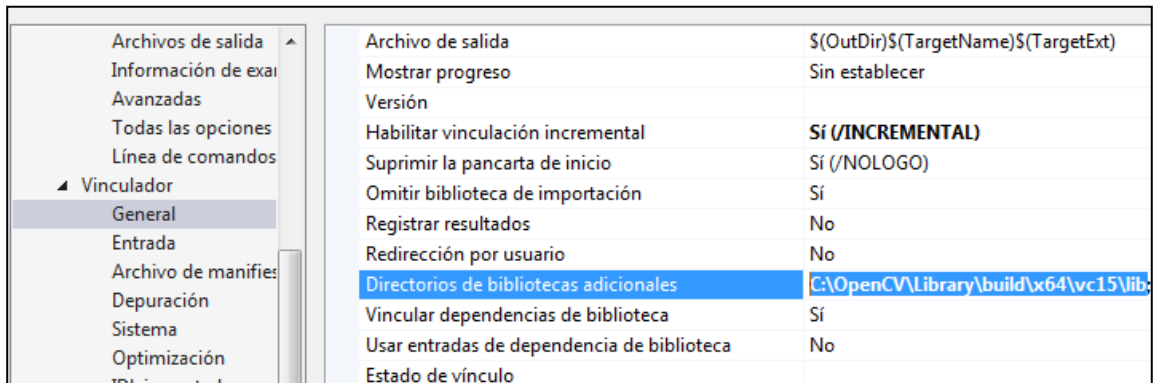 Archivos de salida
Información de exa
Avanzadas
Todas las opciones
Línea de comandos
Vinculador
General
Entrada
Archivo de manifies
Depuración
Sistema
Optimización
Archivo de salida $(OutDir)$(TargetName)$(TargetExt)
Mostrar progreso Sin establecer
Versión
Habilitar vinculación incremental Sí (/INCREMENTAL)
Suprimir la pancarta de inicio Sí (/NOLOGO)
Omitir biblioteca de importación Sí
Registrar resultados No
Redirección por usuario No
Directorios de bibliotecas adicionales C:\OpenCV\Library\build\x64\vc15\lib;
Vincular dependencias de biblioteca Sí
Usar entradas de dependencia de biblioteca No
Estado de vínculo